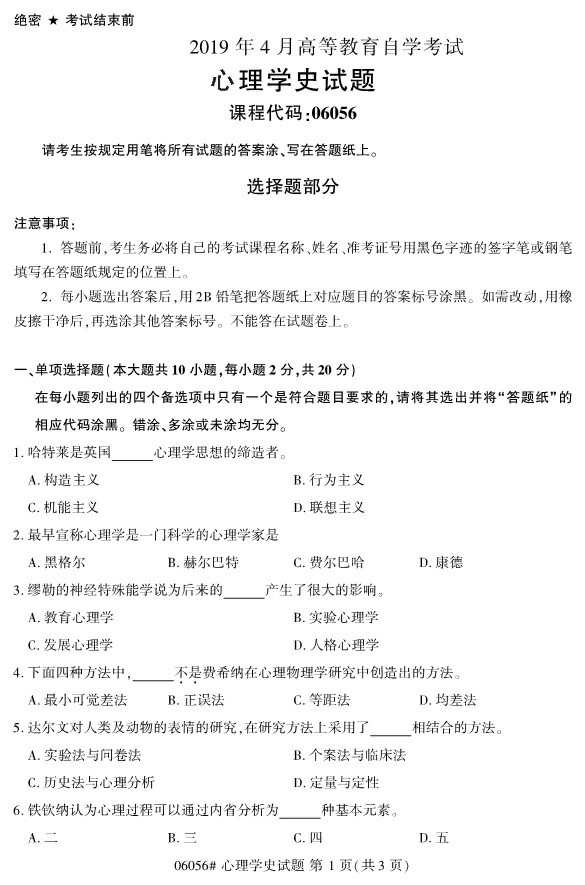 绝密 ★ 考试结束前
2019 年 4 月高等教育自学考试
心理学史试题
课程代码:06056
请考生按规定用笔将所有试题的答案涂、写在答题纸上。
选择题部分
注意事项:
1. 答题前,考生务必将自己的考试课程名称、姓名、准考证号用黑色字迹的签字笔或钢笔
填写在答题纸规定的位置上。
2. 每小题选出答案后,用 2B 铅笔把答题纸上对应题目的答案标号涂黑。如需改动,用橡
皮擦干净后,再选涂其他答案标号。不能答在试题卷上。
一、单项选择题(本大题共 10 小题,每小题 2 分,共 20 分)
在每小题列出的四个备选项中只有一个是符合题目要求的,请将其选出并将“答题纸”的
相应代码涂黑。错涂、多涂或未涂均无分。
1. 哈特莱是英国______心理学思想的缔造者。
A. 构造主义 B. 行为主义
C. 机能主义 D. 联想主义
2. 最早宣称心理学是一门科学的心理学家是
A. 黑格尔 B. 赫尔巴特 C. 费尔巴哈 D. 康德
3. 缪勒的神经特殊能学说为后来的______产生了很大的影响。
A. 教育心理学 B. 实验心理学
C. 发展心理学 D. 人格心理学
4. 下面四种方法中,______不是费希纳在心理物理学研究中创造出的方法。
A. 最小可觉差法 B. 正误法 C. 等距法 D. 均差法
5. 达尔文对人类及动物的表情的研究,在研究方法上采用了______相结合的方法。
A. 实验法与问卷法 B. 个案法与临床法
C. 历史法与心理分析 D. 定量与定性
6. 铁钦纳认为心理过程可以通过内省分析为______种基本元素。
A. 二 B. 三 C. 四 D. 五
06056# 心理学史试题 第 1 页(共 3 页)